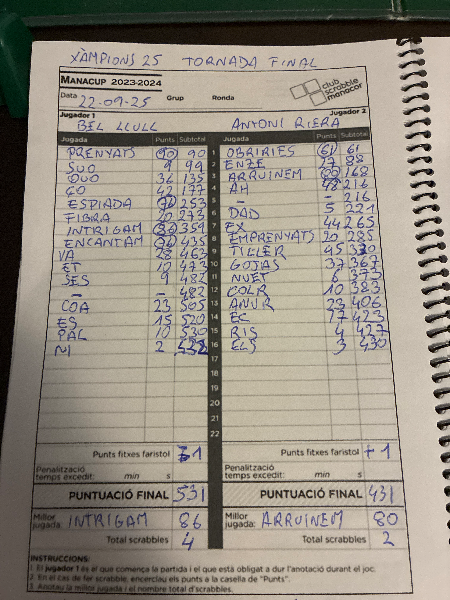 XÀMPIONS 25 TORNADA FINAL
MANACUP 2023-2024
club scrabble manacor
Data 22-09-25 Grup Ronda
Jugador 1 Jugador 2
BEL LLULL ANTONI RIERA
Jugada Punts Subtotal Jugada Punts Subtotal
PRENYATS 90 90 1 OBRIRIES 61 61
SUO 9 99 2 ENZE 27 88
DUO 36 135 3 ARRUINEM 80 168
ÇO 42 177 4 AH 48 216
ESPIADA 76 253 5 - - 216
FIBRA 20 273 6 DAD 5 221
INTRIGAM 86 359 7 EX 44 265
ENCANTAM 76 435 8 EMPRENYATS 20 285
VA 28 463 9 TILLER 45 330
ET 10 473 10 GOJAS 37 367
SES 9 482 11 NUET 6 373
- - 482 12 COLR 10 383
COA 23 505 13 ANUR 23 406
ES 15 520 14 EC 17 423
PAL 10 530 15 RIS 4 427
NI 2 532 16 ELS 3 430
17
18
19
20
21
22
Punts fitxes faristol -1 Punts fitxes faristol +1
Penalització temps excedit: min s Penalització temps excedit: min s
PUNTUACIÓ FINAL 531 PUNTUACIÓ FINAL 431
Millor jugada: INTRIGAM 86 Millor jugada: ARRUINEM 80
Total scrabbles 4 Total scrabbles 2
INSTRUCCIONS:
1. El jugador 1 és el que comença la partida i el que està obligat a dur l'anotació durant el joc.
2. En el cas de fer scrabble, encercleu els punts a la casella de "Punts".
3. Anoteu la millor jugada i el nombre total d'scrabbles.